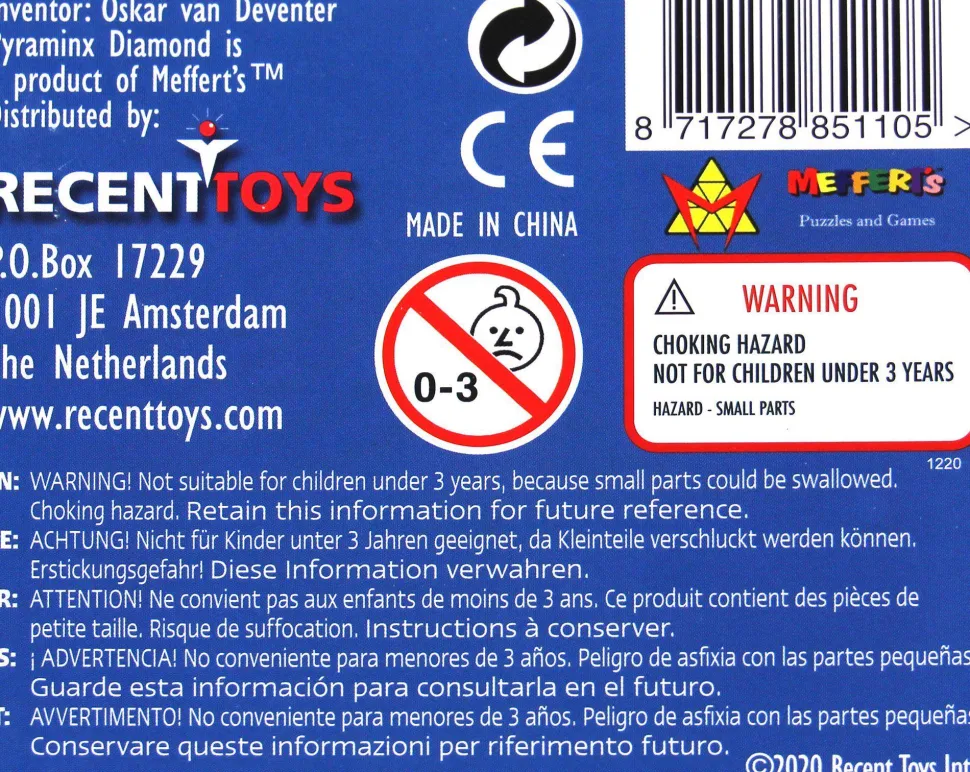 nventor: Oskar van Deventer
yraminx Diamond is
product of Meffert's™
istributed by:
RECENTTOYS
P.O.Box 17229
001 JE Amsterdam
he Netherlands
www.recenttoys.com
CE
MADE IN CHINA
0-3
8 717278 851105 >
MEFFERT'S
Puzzles and Games
WARNING
CHOKING HAZARD
NOT FOR CHILDREN UNDER 3 YEARS
HAZARD - SMALL PARTS
1220
N: WARNING! Not suitable for children under 3 years, because small parts could be swallowed.
Choking hazard. Retain this information for future reference.
E: ACHTUNG! Nicht für Kinder unter 3 Jahren geeignet, da Kleinteile verschluckt werden können.
Erstickungsgefahr! Diese Information verwahren.
R: ATTENTION! Ne convient pas aux enfants de moins de 3 ans. Ce produit contient des pièces de
petite taille. Risque de suffocation. Instructions à conserver.
S: ¡ ADVERTENCIA! No conveniente para menores de 3 años. Peligro de asfixia con las partes pequeñas
Guarde esta información para consultarla en el futuro.
T: AVVERTIMENTO! No conveniente para menores de 3 años. Peligro de asfixia con las partes pequeñas
Conservare queste informazioni per riferimento futuro.
©2020 Recent Toys Int